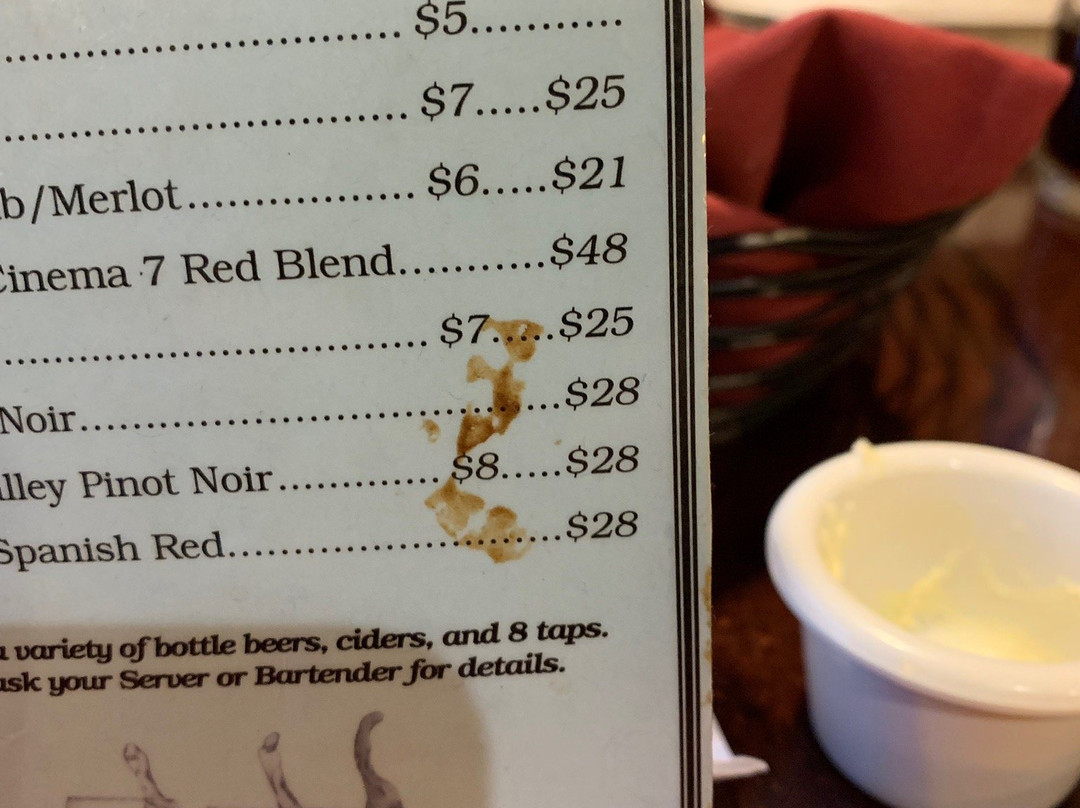 $5...........
$7.....$25
b/Merlot................. $6.....$21
Cinema 7 Red Blend...........$48
$7.....$25
Noir.......................................$28
lley Pinot Noir............. $8.....$28
Spanish Red...............................$28
a variety of bottle beers, ciders, and 8 taps.
ask your Server or Bartender for details.